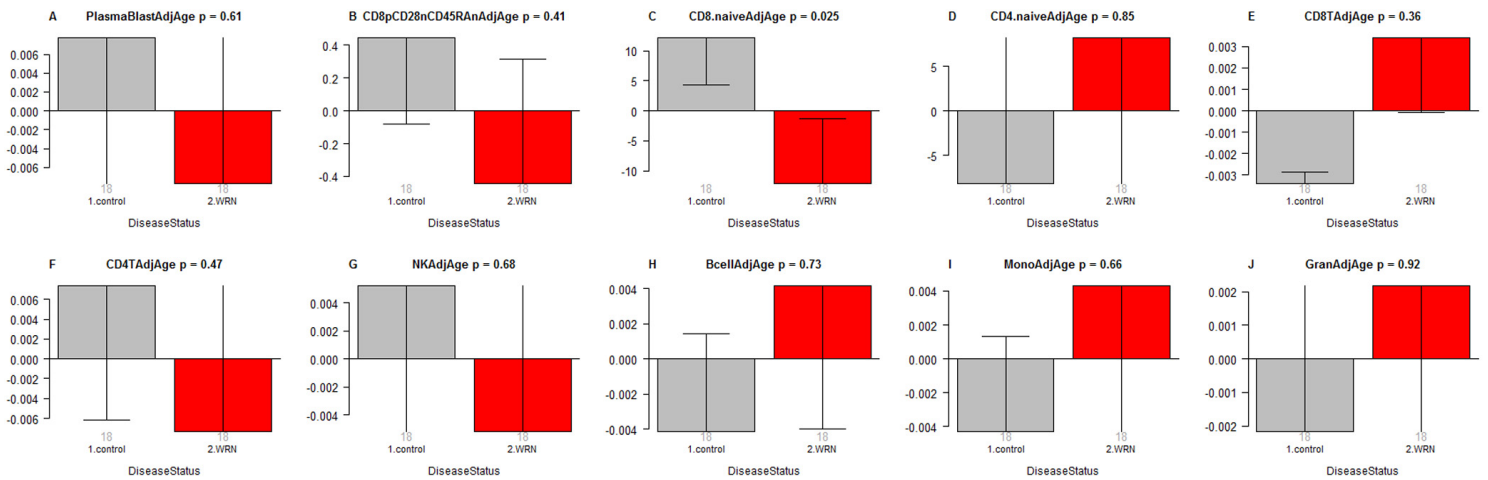 A PlasmaBlastAdjAge p = 0.61
0.006
0.004
0.002
0.000
-0.002
-0.004
-0.006
18 18
1.control 2.WRN
DiseaseStatus
B CD8pCD28nCD45RAnAdjAge p = 0.41
0.4
0.2
0.0
-0.2
-0.4
18 18
1.control 2.WRN
DiseaseStatus
C CD8.naiveAdjAge p = 0.025
10
5
0
-5
-10
18 18
1.control 2.WRN
DiseaseStatus
D CD4.naiveAdjAge p = 0.85
5
0
-5
18 18
1.control 2.WRN
DiseaseStatus
E CD8TAdjAge p = 0.36
0.003
0.002
0.001
0.000
-0.001
-0.002
-0.003
18 18
1.control 2.WRN
DiseaseStatus
F CD4TAdjAge p = 0.47
0.006
0.004
0.002
0.000
-0.002
-0.004
-0.006
18 18
1.control 2.WRN
DiseaseStatus
G NKAdjAge p = 0.68
0.004
0.002
0.000
-0.002
-0.004
18 18
1.control 2.WRN
DiseaseStatus
H BcellAdjAge p = 0.73
0.004
0.002
0.000
-0.002
-0.004
18 18
1.control 2.WRN
DiseaseStatus
I MonoAdjAge p = 0.66
0.004
0.002
0.000
-0.002
-0.004
18 18
1.control 2.WRN
DiseaseStatus
J GranAdjAge p = 0.92
0.002
0.001
0.000
-0.001
-0.002
18 18
1.control 2.WRN
DiseaseStatus